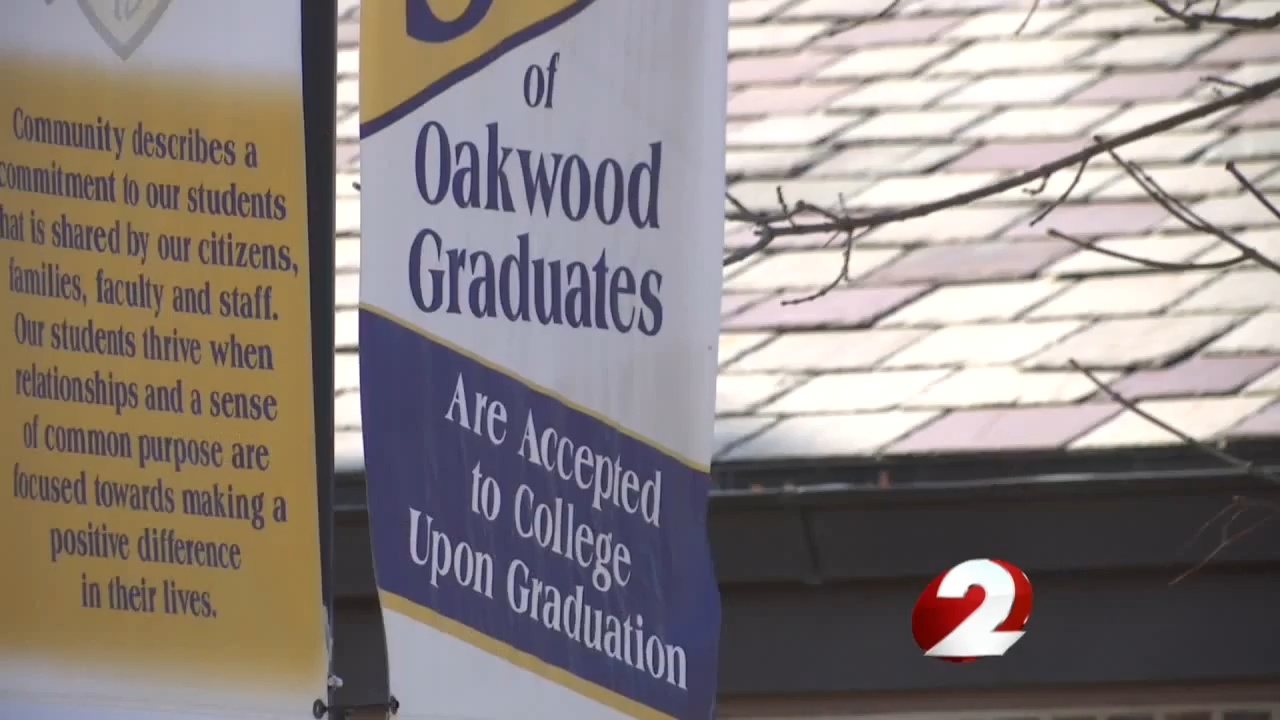 Community describes a
commitment to our students
that is shared by our citizens,
families, faculty and staff.
Our students thrive when
relationships and a sense
of common purpose are
focused towards making a
positive difference
in their lives.
of
Oakwood
Graduates
Are Accepted
to College
Upon Graduation
2